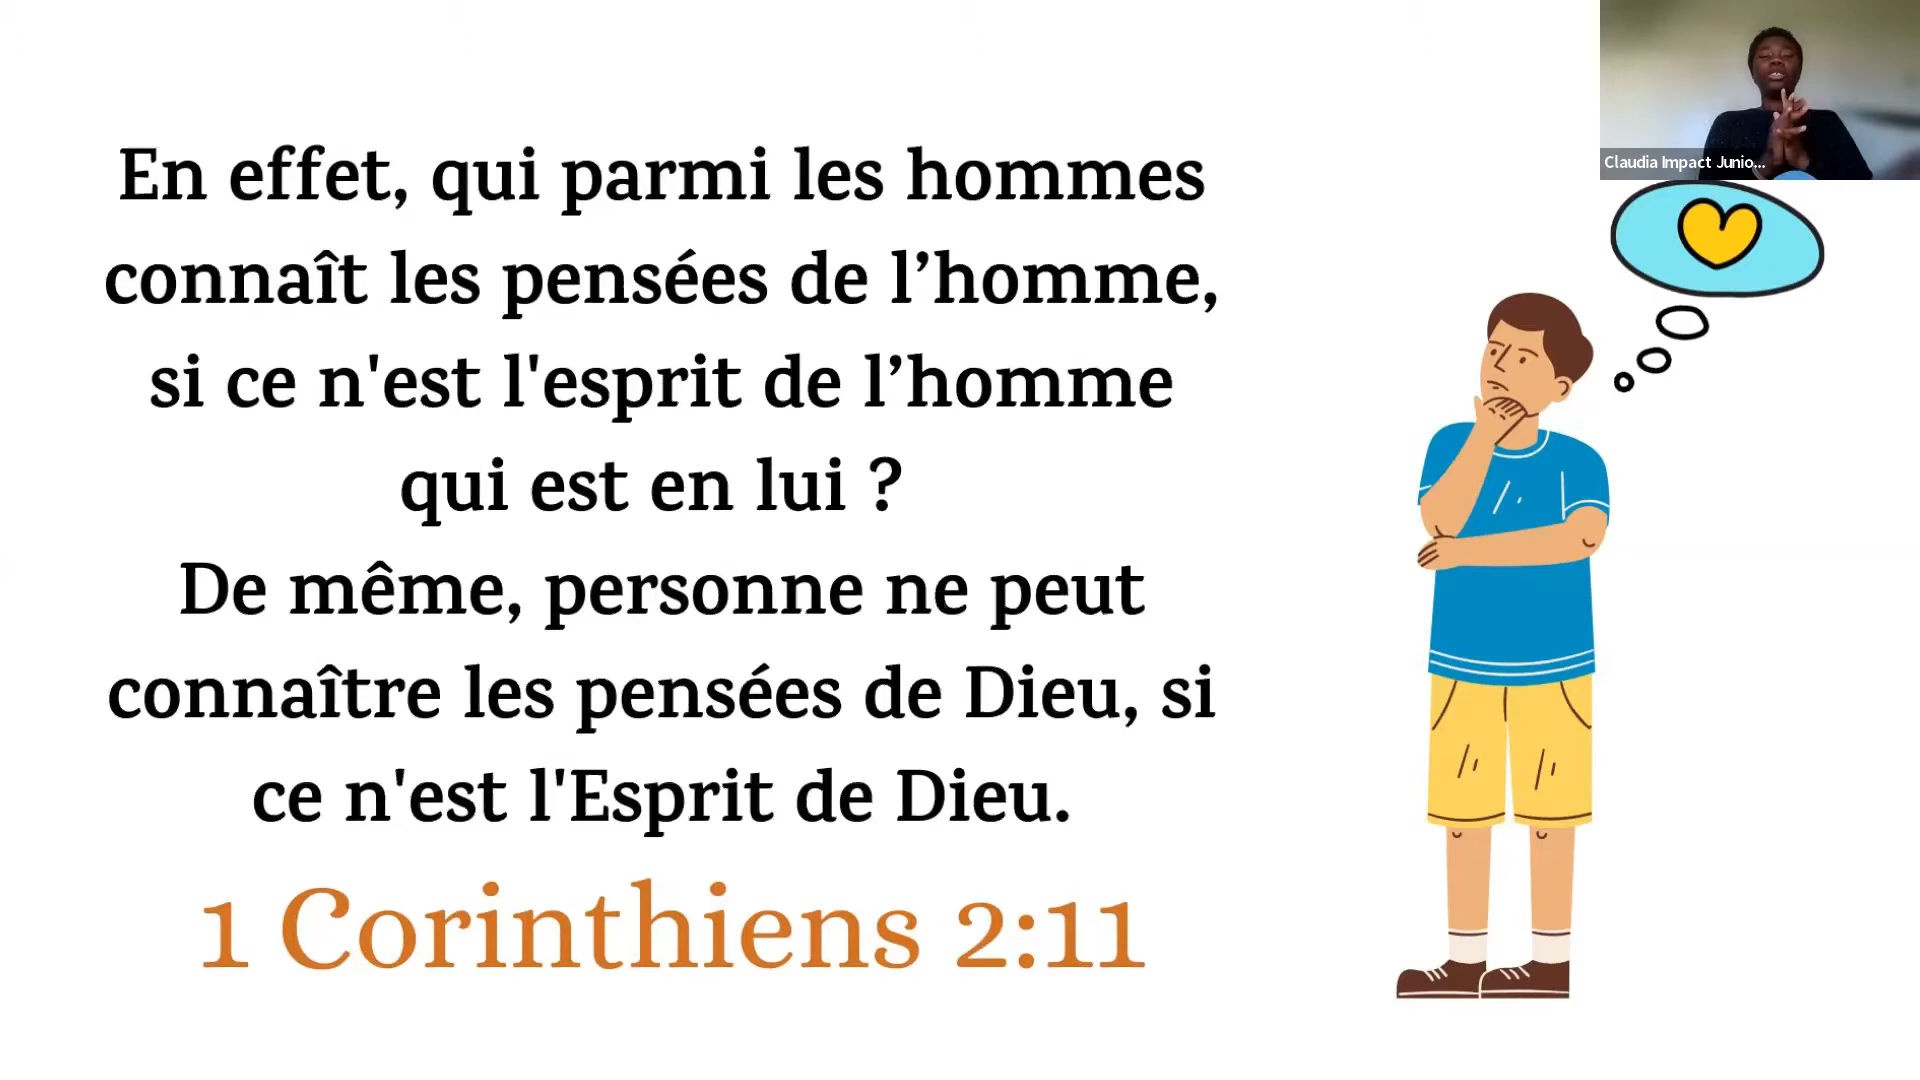 Claudia Impact Junio...
En effet, qui parmi les hommes
connaît les pensées de l’homme,
si ce n'est l'esprit de l’homme
qui est en lui ?
De même, personne ne peut
connaître les pensées de Dieu, si
ce n'est l'Esprit de Dieu.
1 Corinthiens 2:11